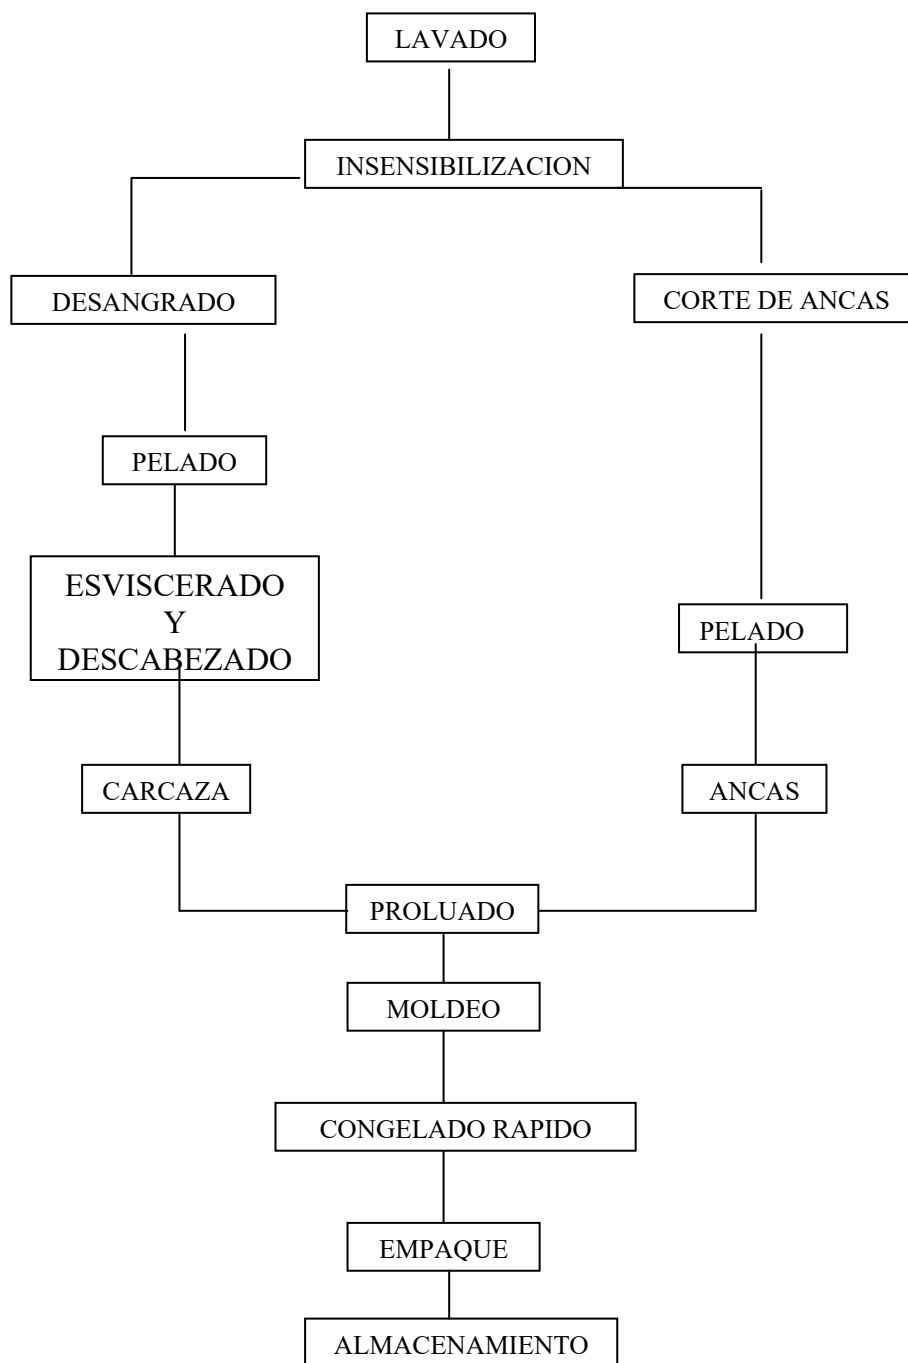 LAVADO
INSENSIBILIZACION
DESANGRADO
CORTE DE ANCAS
PELADO
ESVISCERADO
Y
DESCABEZADO
PELADO
CARCAZA
ANCAS
PROLUADO
MOLDEO
CONGELADO RAPIDO
EMPAQUE
ALMACENAMIENTO